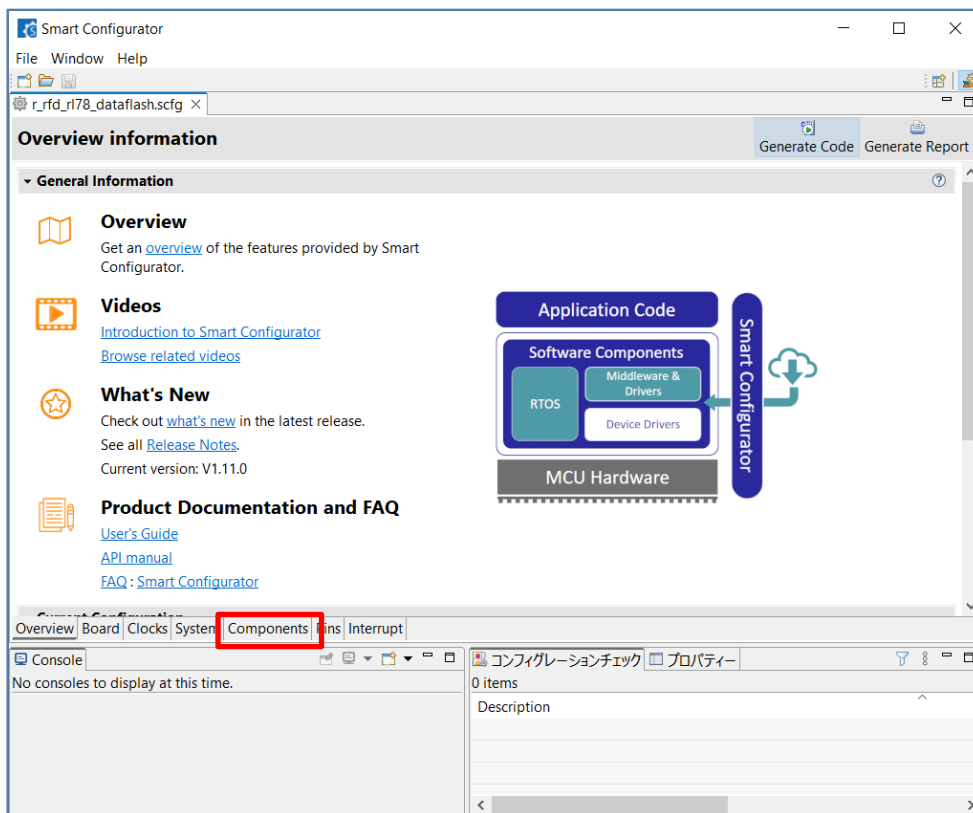 Smart Configurator
File Window Help
r_rfd_rl78_dataflash.scfg
Overview information
Generate Code Generate Report
General Information
Overview
Get an overview of the features provided by Smart
Configurator.
Videos
Introduction to Smart Configurator
Browse related videos
What's New
Check out what's new in the latest release.
See all Release Notes.
Current version: V1.11.0
Product Documentation and FAQ
User's Guide
API manual
FAQ : Smart Configurator
Application Code
Software Components
RTOS
Middleware &
Drivers
Device Drivers
MCU Hardware
Smart Configurator
Current Configuration
Overview Board Clocks System Components Pins Interrupt
Console
No consoles to display at this time.
コンフィグレーションチェック プロパティー
0 items
Description